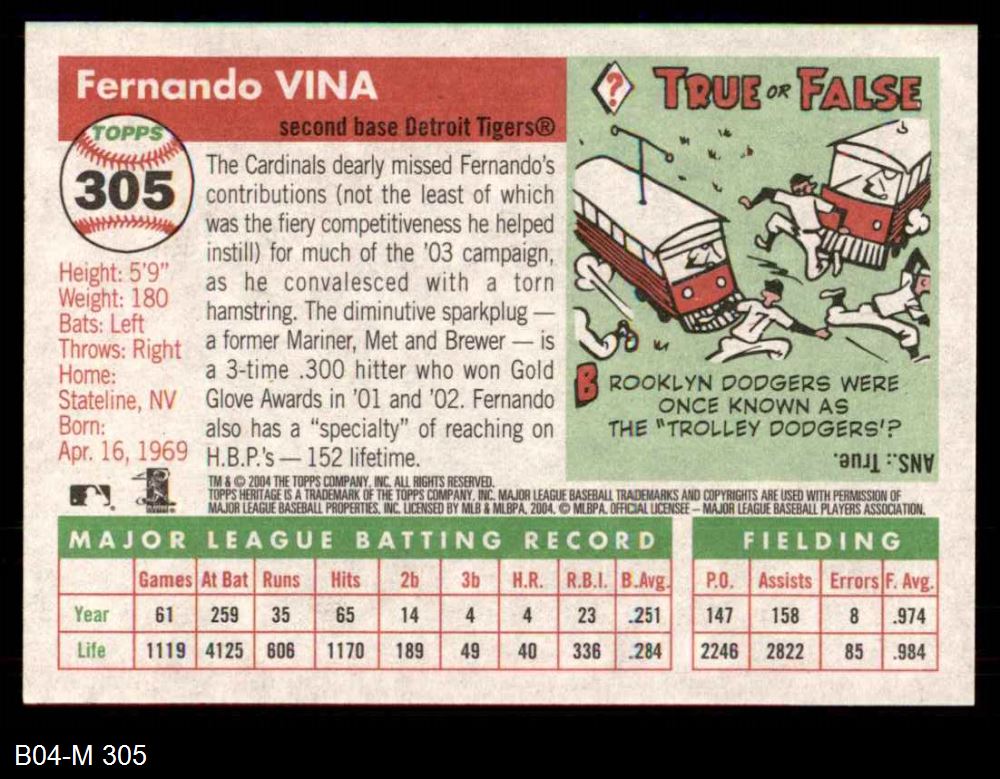 Fernando VINA
second base Detroit Tigers®
TOPPS
305
Height: 5'9"
Weight: 180
Bats: Left
Throws: Right
Home:
Stateline, NV
Born:
Apr. 16, 1969
The Cardinals dearly missed Fernando's
contributions (not the least of which
was the fiery competitiveness he helped
instill) for much of the '03 campaign,
as he convalesced with a torn
hamstring. The diminutive sparkplug —
a former Mariner, Met and Brewer — is
a 3-time .300 hitter who won Gold
Glove Awards in '01 and '02. Fernando
also has a "specialty" of reaching on
H.B.P.'s — 152 lifetime.
?
TRUE OR FALSE
BROOKLYN DODGERS WERE
ONCE KNOWN AS
THE "TROLLEY DODGERS'?
ANS.: True.
TM & © 2004 THE TOPPS COMPANY, INC. ALL RIGHTS RESERVED.
TOPPS HERITAGE IS A TRADEMARK OF THE TOPPS COMPANY, INC. MAJOR LEAGUE BASEBALL TRADEMARKS AND COPYRIGHTS ARE USED WITH PERMISSION OF
MAJOR LEAGUE BASEBALL PROPERTIES, INC. LICENSED BY MLB & MLBPA, 2004. © MLBPA. OFFICIAL LICENSEE – MAJOR LEAGUE BASEBALL PLAYERS ASSOCIATION.
MAJOR LEAGUE BATTING RECORD FIELDING
Games At Bat Runs Hits 2b 3b H.R. R.B.I. B.Avg. P.O. Assists Errors F. Avg.
Year 61 259 35 65 14 4 4 23 .251 147 158 8 .974
Life 1119 4125 606 1170 189 49 40 336 .284 2246 2822 85 .984
B04-M 305